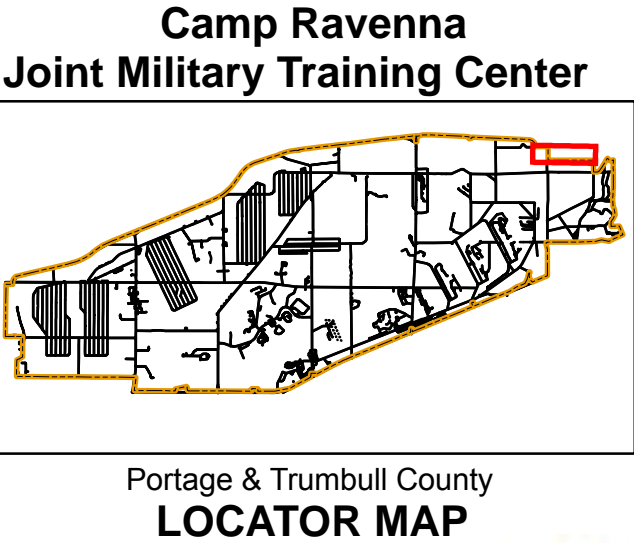 Camp Ravenna
Joint Military Training Center
Portage & Trumbull County
LOCATOR MAP